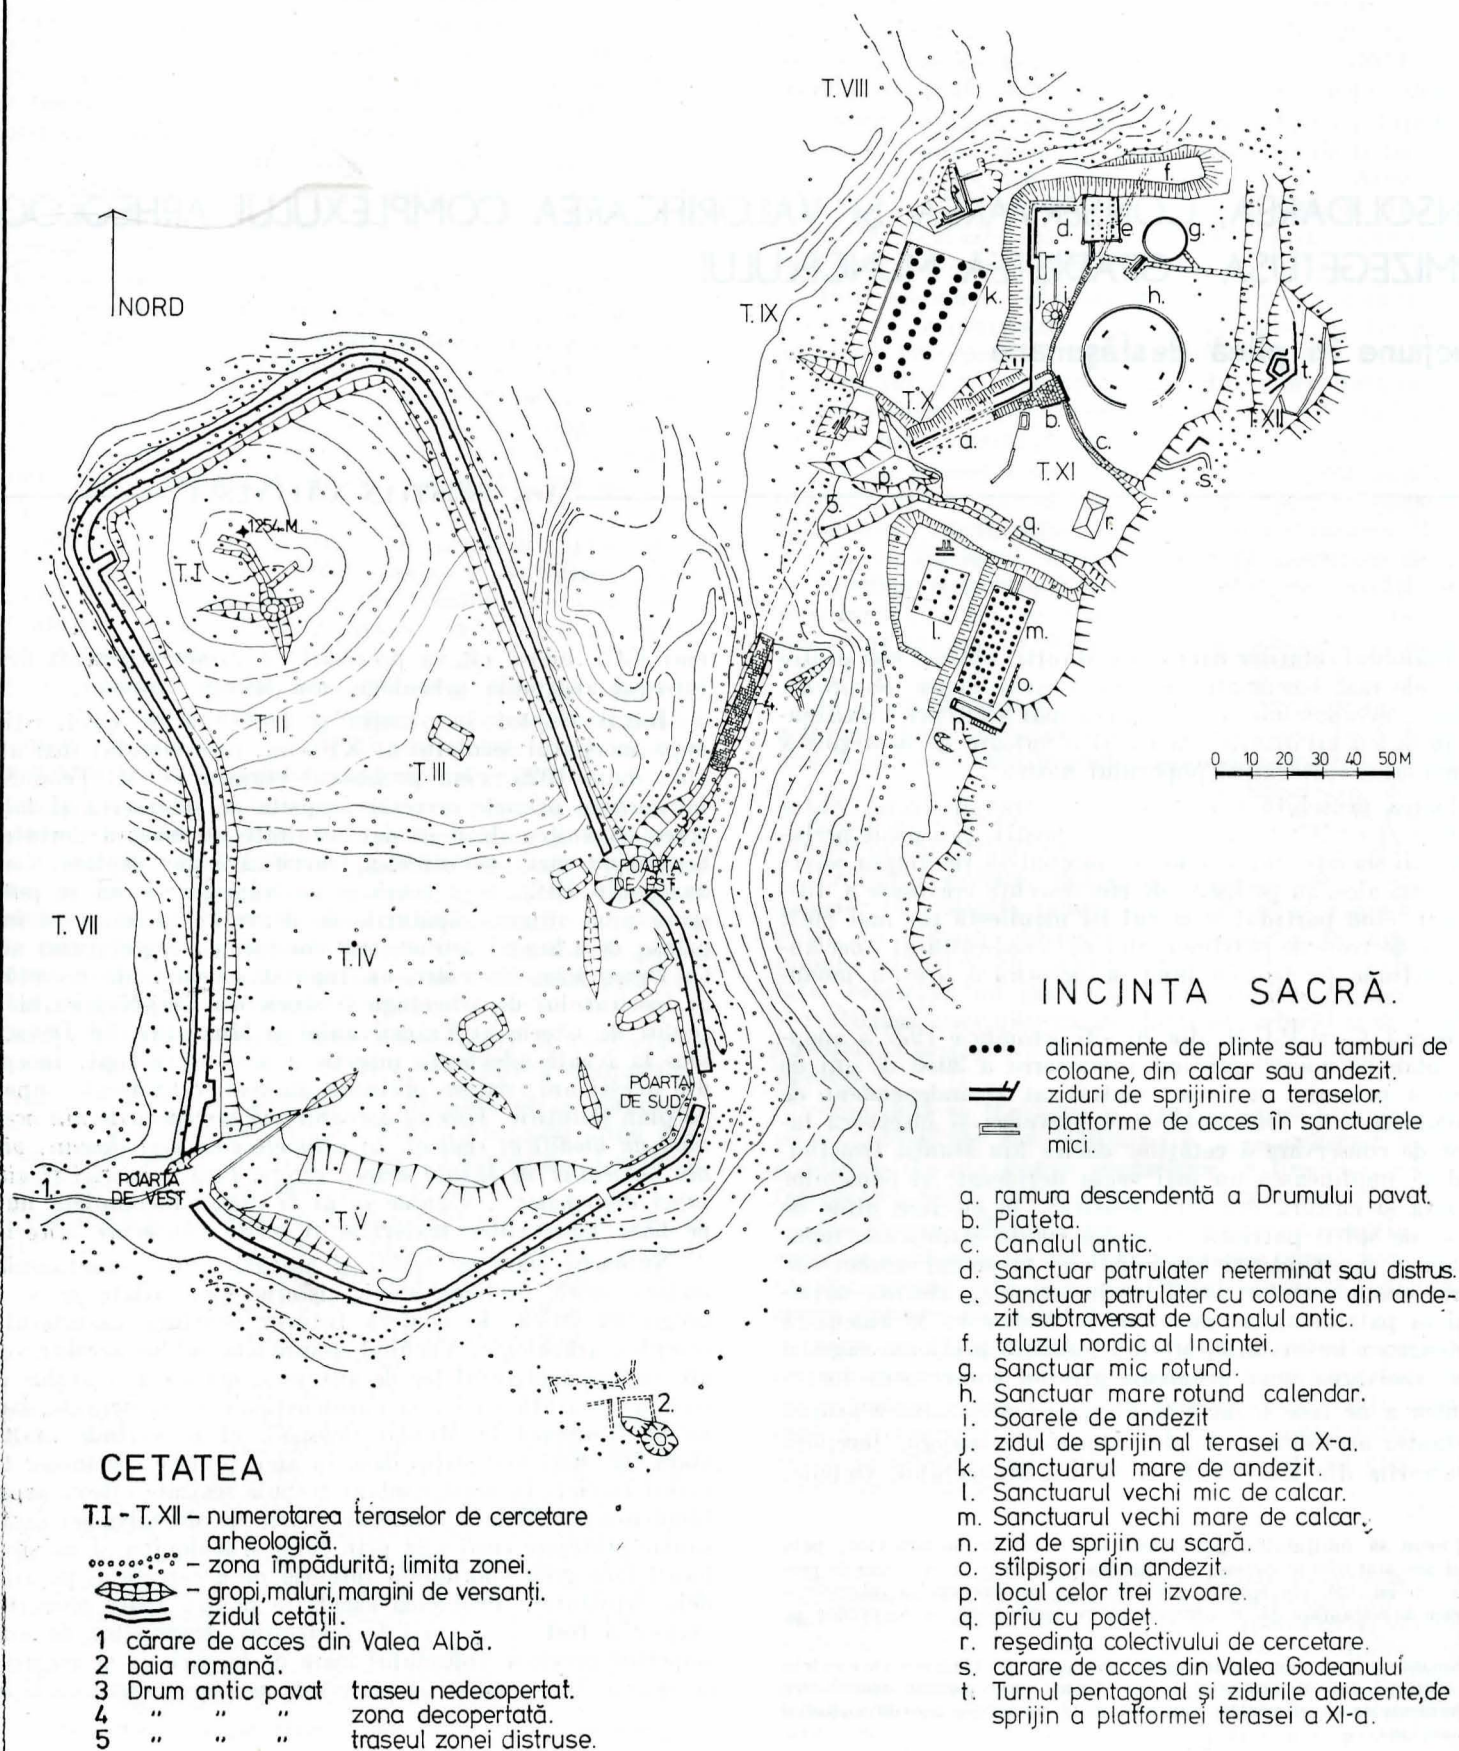 T. VIII
f.
d.
e
g.
NORD
T. IX
k.
j.
i.
h.
t.
T. X
b.
T. XII
a.
c.
T. XI
s.
p.
5.
q.
r.
1254 M.
T. I
l.
m.
T. II
o.
4.
n.
T. III
0 10 20 30 40 50 M
POARTA
DE EST.
T. VII
T. IV
POARTA
DE SUD
1.
POARTA
DE VEST
T. V
2.
INCINTA SACRĂ.
aliniamente de plinte sau tamburi de
coloane, din calcar sau andezit.
ziduri de sprijinire a teraselor.
platforme de acces în sanctuarele
mici.
a. ramura descendentă a Drumului pavat.
b. Piațeta.
c. Canalul antic.
d. Sanctuar patrulater neterminat sau distrus.
e. Sanctuar patrulater cu coloane din ande-
zit subtraversat de Canalul antic.
f. taluzul nordic al Incintei.
g. Sanctuar mic rotund.
h. Sanctuar mare rotund calendar.
i. Soarele de andezit
j. zidul de sprijin al terasei a X-a.
k. Sanctuarul mare de andezit.
l. Sanctuarul vechi mic de calcar.
m. Sanctuarul vechi mare de calcar.
n. zid de sprijin cu scară.
o. stîlpișori din andezit.
p. locul celor trei izvoare.
q. pîrîu cu podeț.
r. reședința colectivului de cercetare.
s. cărare de acces din Valea Godeanului
t. Turnul pentagonal și zidurile adiacente,de
sprijin a platformei terasei a XI-a.
CETATEA
T.I - T. XII – numerotarea teraselor de cercetare
arheologică.
– zona împădurită; limita zonei.
– gropi,maluri,margini de versanți.
zidul cetății.
1 cărare de acces din Valea Albă.
2 baia romană.
3 Drum antic pavat traseu nedecopertat.
4 " " " zona decopertată.
5 " " " traseul zonei distruse.